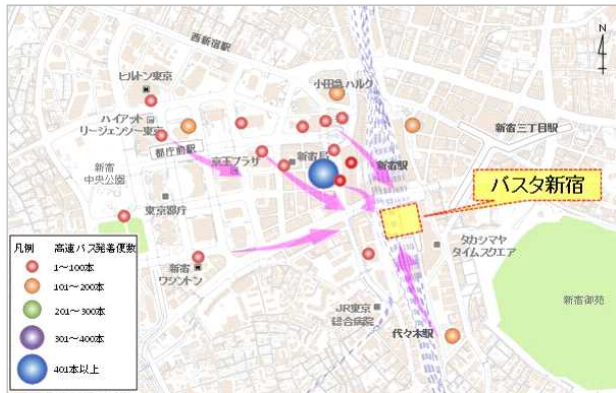 西新宿駅
N
ヒルトン東京
小田急ハルク
ハイアット
リージェンシー東京
新宿三丁目駅
都庁前駅
新宿
中央公園
京王プラザ
新宿駅
バスタ新宿
東京都庁
タカシマヤ
タイムズスクエア
新宿
ワシントン
新宿御苑
JR東京
総合病院
代々木駅
凡例 高速バス発着便数
1～100本
101～200本
201～300本
301～400本
401本以上